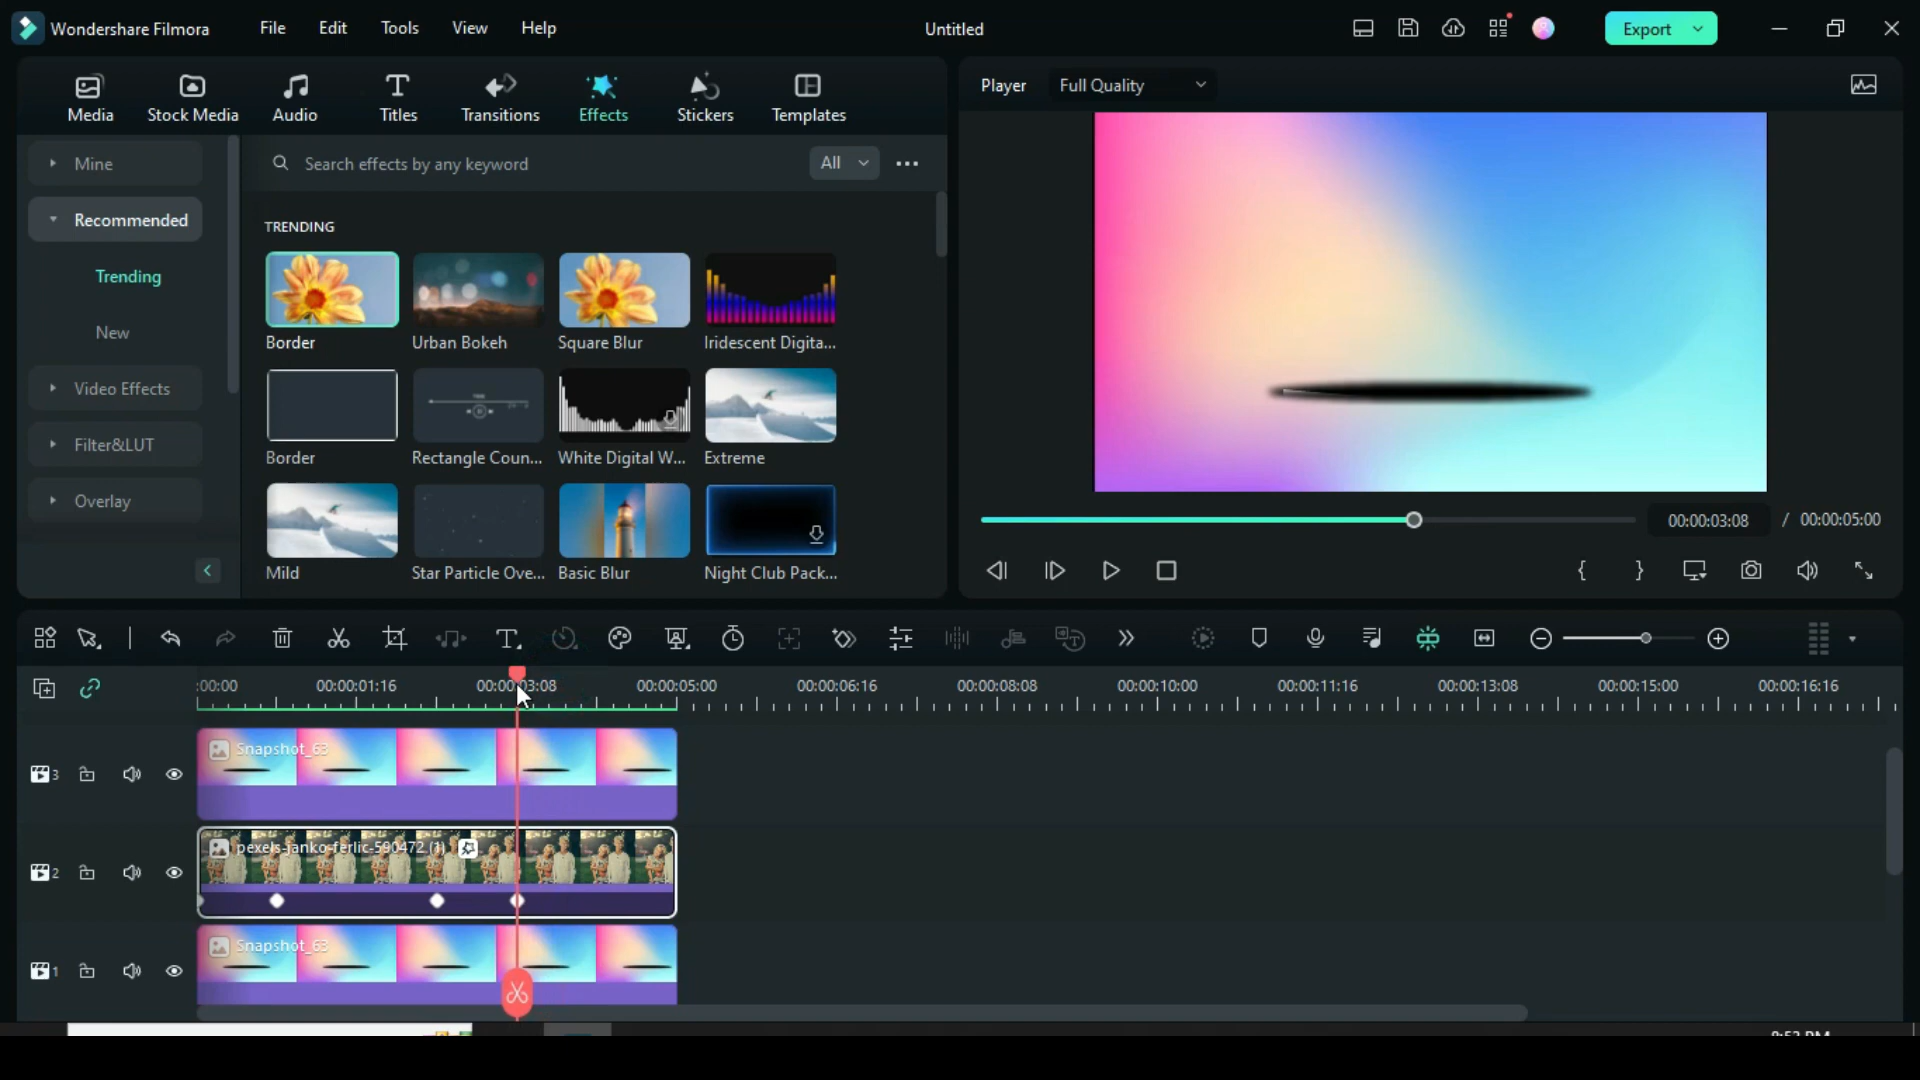 Wondershare Filmora
File Edit Tools View Help
Untitled
Export
Media Stock Media Audio Titles Transitions Effects Stickers Templates
Player Full Quality
Mine
Search effects by any keyword
All
Recommended
TRENDING
Trending
New
Border Urban Bokeh Square Blur Iridescent Digita...
Video Effects
Filter&LUT
Border Rectangle Coun... White Digital W... Extreme
Overlay
00:00:03:08 / 00:00:05:00
Mild Star Particle Ove... Basic Blur Night Club Pack...
:00:00 00:00:01:16 00:00:03:08 00:00:05:00 00:00:06:16 00:00:08:08 00:00:10:00 00:00:11:16 00:00:13:08 00:00:15:00 00:00:16:16
Snapshot_63
3
pexels-janko-ferlic-590472 (1)
2
Snapshot_63
1